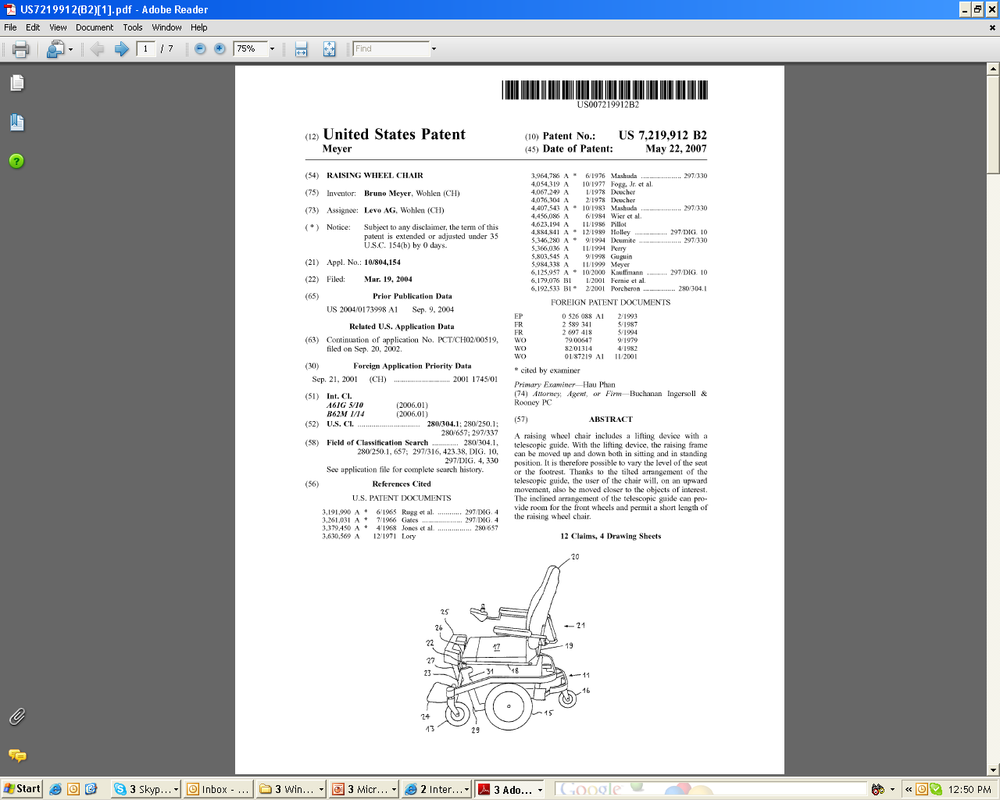 US7219912(B2)[1].pdf - Adobe Reader
File Edit View Document Tools Window Help
1 / 7 75% Find
US007219912B2
(12) United States Patent
Meyer
(10) Patent No.: US 7,219,912 B2
(45) Date of Patent: May 22, 2007
(54) RAISING WHEEL CHAIR
(75) Inventor: Bruno Meyer, Wohlen (CH)
(73) Assignee: Levo AG, Wohlen (CH)
( * ) Notice: Subject to any disclaimer, the term of this
patent is extended or adjusted under 35
U.S.C. 154(b) by 0 days.
(21) Appl. No.: 10/804,154
(22) Filed: Mar. 19, 2004
(65) Prior Publication Data
US 2004/0173998 A1 Sep. 9, 2004
Related U.S. Application Data
(63) Continuation of application No. PCT/CH02/00519,
filed on Sep. 20, 2002.
(30) Foreign Application Priority Data
Sep. 21, 2001 (CH) ............................ 2001 1745/01
(51) Int. Cl.
A61G 5/10 (2006.01)
B62M 1/14 (2006.01)
(52) U.S. Cl. ............................... 280/304.1; 280/250.1;
280/657; 297/337
(58) Field of Classification Search ............ 280/304.1,
280/250.1, 657; 297/316, 423.38, DIG. 10,
297/DIG. 4, 330
See application file for complete search history.
(56) References Cited
U.S. PATENT DOCUMENTS
3,191,990 A * 6/1965 Rugg et al. ............ 297/DIG. 4
3,261,031 A * 7/1966 Gates .................... 297/DIG. 4
3,379,450 A * 4/1968 Jones et al. ................. 280/657
3,630,569 A 12/1971 Lory
3,964,786 A * 6/1976 Mashuda .................... 297/330
4,054,319 A 10/1977 Fogg, Jr. et al.
4,067,249 A 1/1978 Deucher
4,076,304 A 2/1978 Deucher
4,407,543 A * 10/1983 Mashuda .................... 297/330
4,456,086 A 6/1984 Wier et al.
4,623,194 A 11/1986 Pillot
4,884,841 A * 12/1989 Holley ................ 297/DIG. 10
5,346,280 A * 9/1994 Deumite ..................... 297/330
5,366,036 A 11/1994 Perry
5,803,545 A 9/1998 Guguin
5,984,338 A 11/1999 Meyer
6,125,957 A * 10/2000 Kauffmann .......... 297/DIG. 10
6,179,076 B1 1/2001 Fernie et al.
6,192,533 B1 * 2/2001 Porcheron ................ 280/304.1
FOREIGN PATENT DOCUMENTS
EP 0 526 088 A1 2/1993
FR 2 589 341 5/1987
FR 2 697 418 5/1994
WO 79/00647 9/1979
WO 82/01314 4/1982
WO 01/87219 A1 11/2001
* cited by examiner
Primary Examiner—Hau Phan
(74) Attorney, Agent, or Firm—Buchanan Ingersoll &
Rooney PC
(57) ABSTRACT
A raising wheel chair includes a lifting device with a
telescopic guide. With the lifting device, the raising frame
can be moved up and down both in sitting and in standing
position. It is therefore possible to vary the level of the seat
or the footrest. Thanks to the tilted arrangement of the
telescopic guide, the user of the chair will, on an upward
movement, also be moved closer to the objects of interest.
The inclined arrangement of the telescopic guide can pro-
vide room for the front wheels and permit a short length of
the raising wheel chair.
12 Claims, 4 Drawing Sheets
20
25
26
21
22
17
19
27
23
31
18
11
16
24
15
13
29
Start 3 Skyp... Inbox - ... 3 Win... 3 Micr... 2 Inter... 3 Ado... Google « 12:50 PM